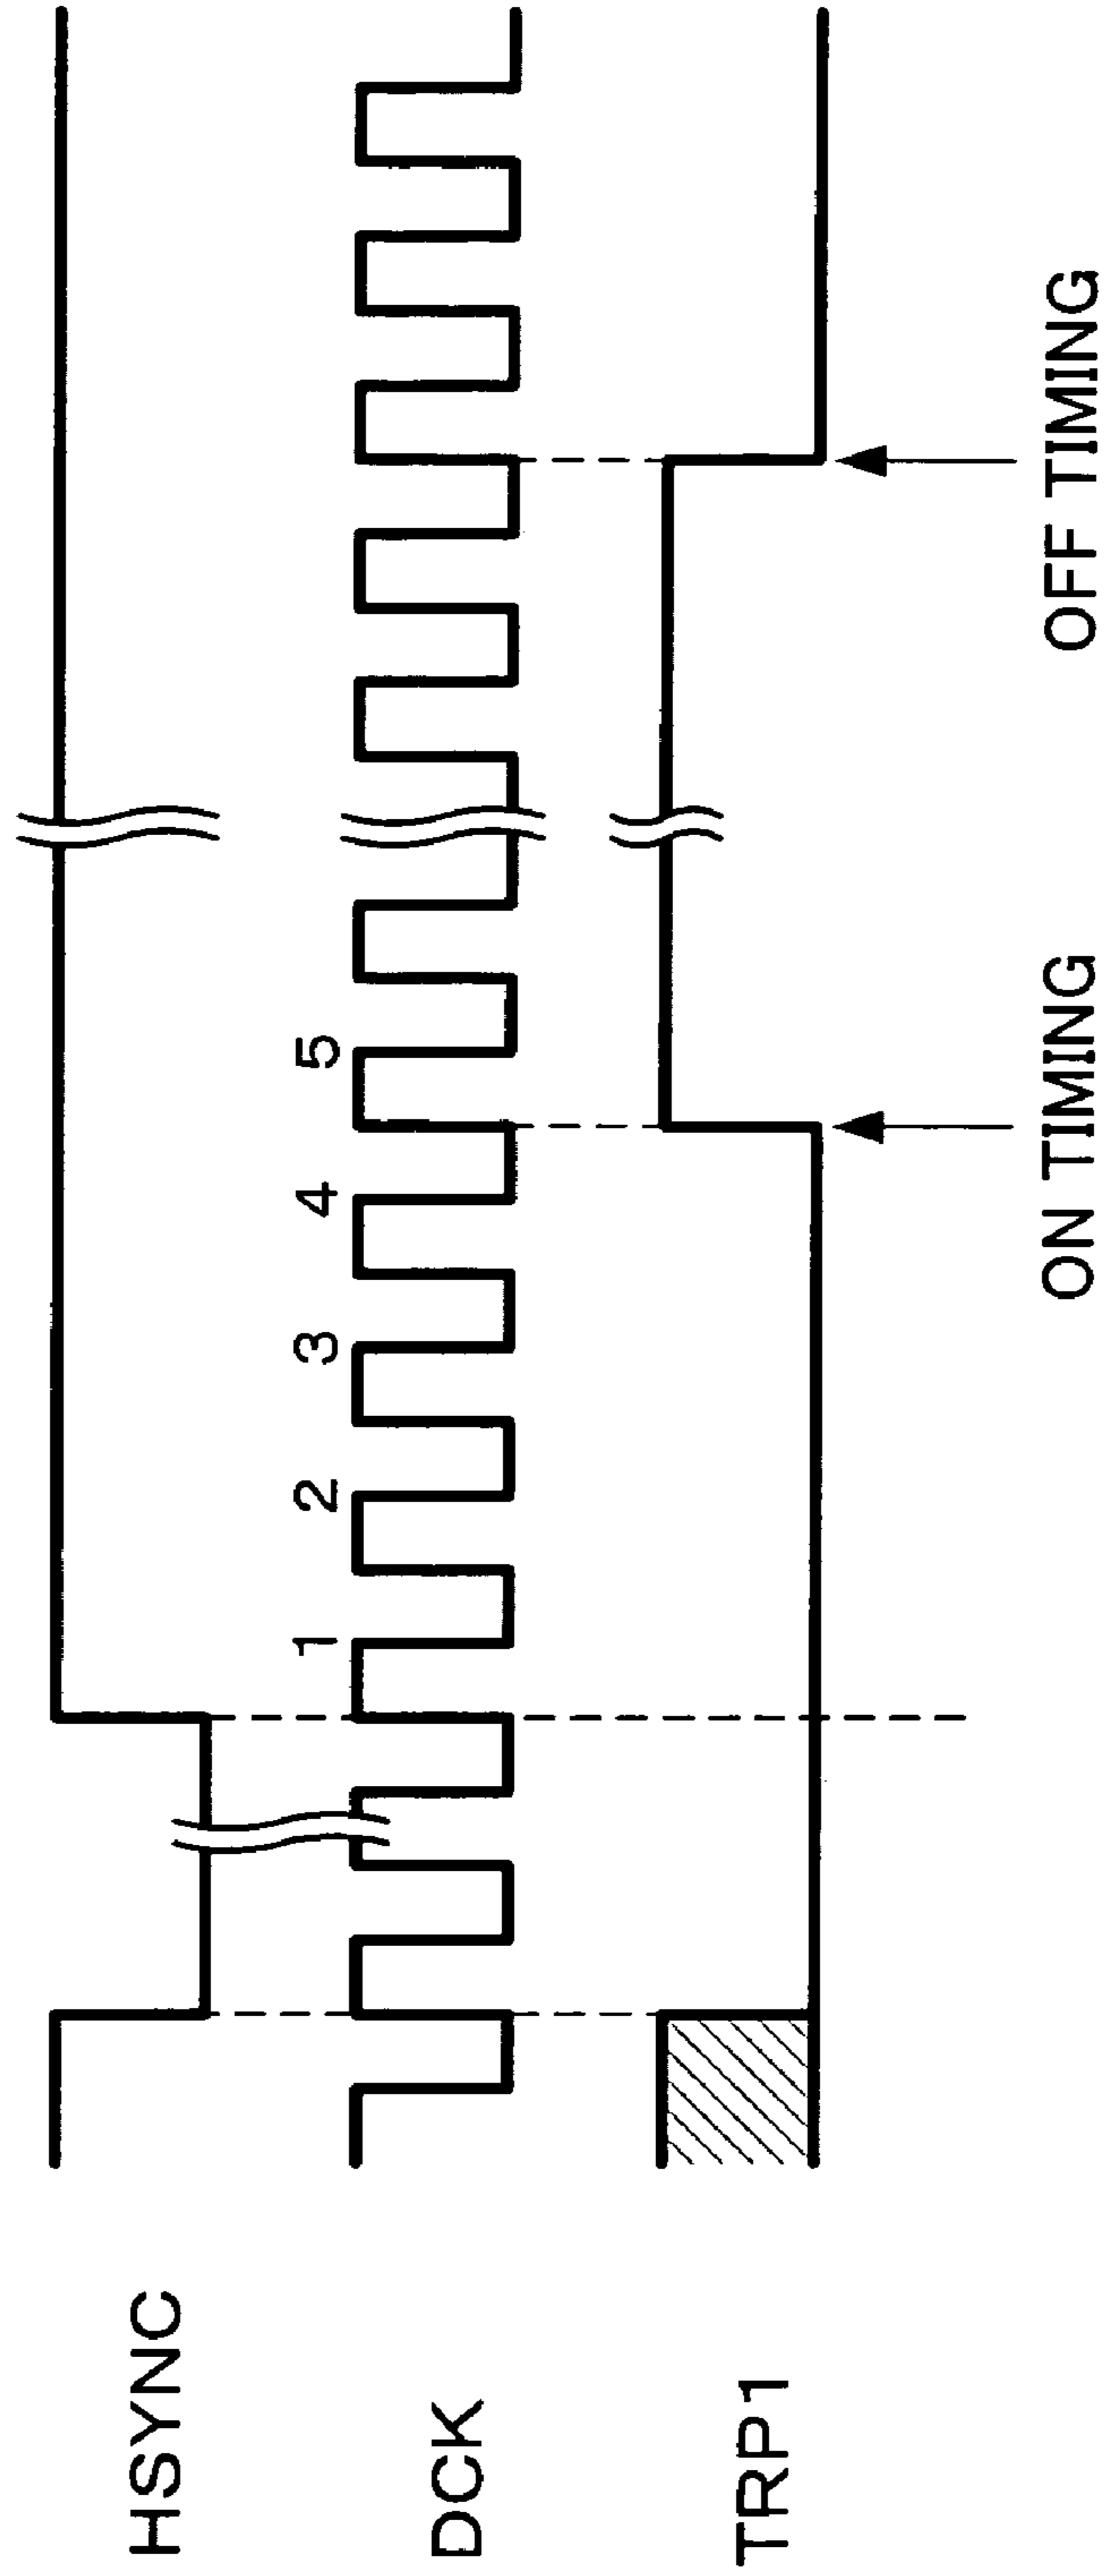 HSYNC
DCK
1 2 3 4 5
TRP1
ON TIMING
OFF TIMING